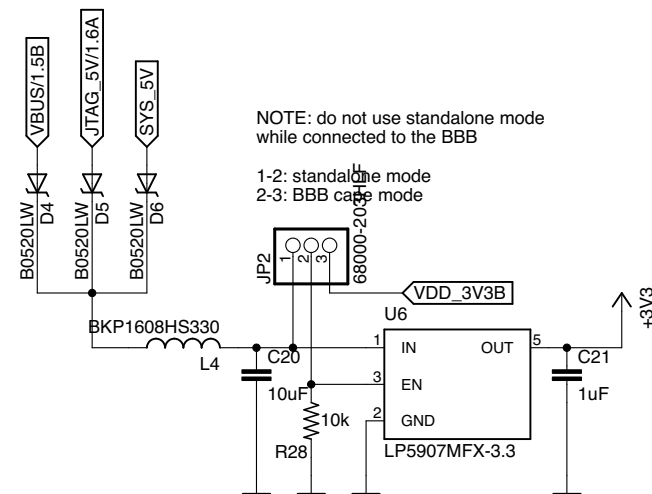 VBUS/1.5B
JTAG_5V/1.6A
SYS_5V
NOTE: do not use standalone mode
while connected to the BBB
1-2: standalone mode
2-3: BBB cape mode
B0520LW
D4
B0520LW
D5
B0520LW
D6
JP2
1
2
3
68000-203HLF
VDD_3V3B
+3V3
BKP1608HS330
L4
C20
10uF
10k
R28
U6
1
IN
OUT
5
3
EN
2
GND
LP5907MFX-3.3
C21
1uF